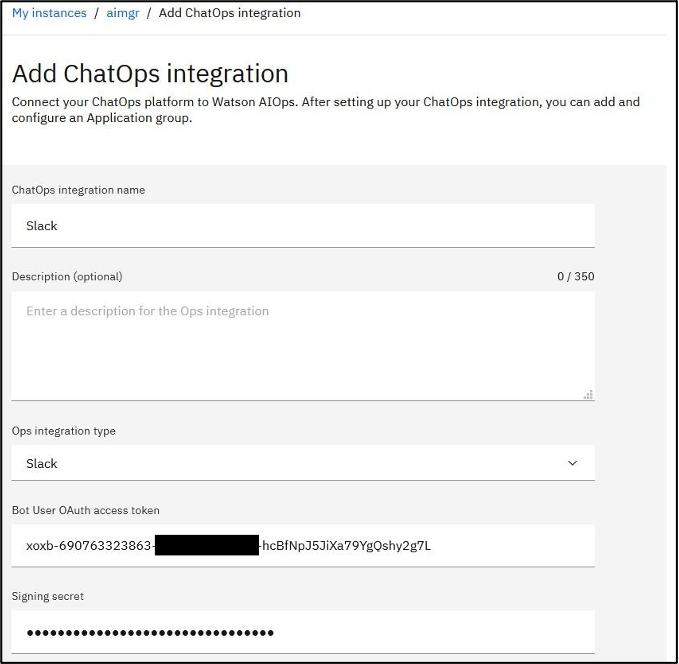 My instances / aimgr / Add ChatOps integration
Add ChatOps integration
Connect your ChatOps platform to Watson AIOps. After setting up your ChatOps integration, you can add and
configure an Application group.
ChatOps integration name
Slack
Description (optional) 0 / 350
Enter a description for the Ops integration
Ops integration type
Slack
Bot User OAuth access token
xoxb-690763323863- -hcBfNpJ5JiXa79YgQshy2g7L
Signing secret
••••••••••••••••••••••••••••••••